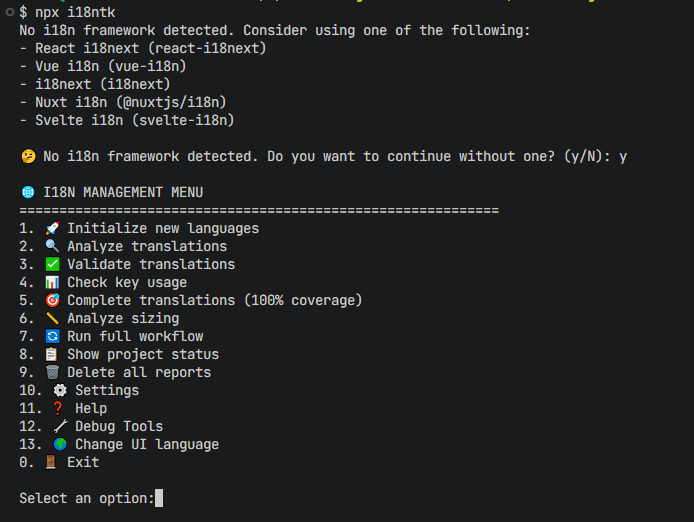 $ npx i18ntk
No i18n framework detected. Consider using one of the following:
- React i18next (react-i18next)
- Vue i18n (vue-i18n)
- i18next (i18next)
- Nuxt i18n (@nuxtjs/i18n)
- Svelte i18n (svelte-i18n)
🤔 No i18n framework detected. Do you want to continue without one? (y/N): y
🌐 I18N MANAGEMENT MENU
============================================================
1. 🚀 Initialize new languages
2. 🔍 Analyze translations
3. ✅ Validate translations
4. 📊 Check key usage
5. 🎯 Complete translations (100% coverage)
6. 📏 Analyze sizing
7. 🔄 Run full workflow
8. 📋 Show project status
9. 🗑️ Delete all reports
10. ⚙️ Settings
11. ❓ Help
12. 🔧 Debug Tools
13. 🌍 Change UI language
0. 🚪 Exit
Select an option: